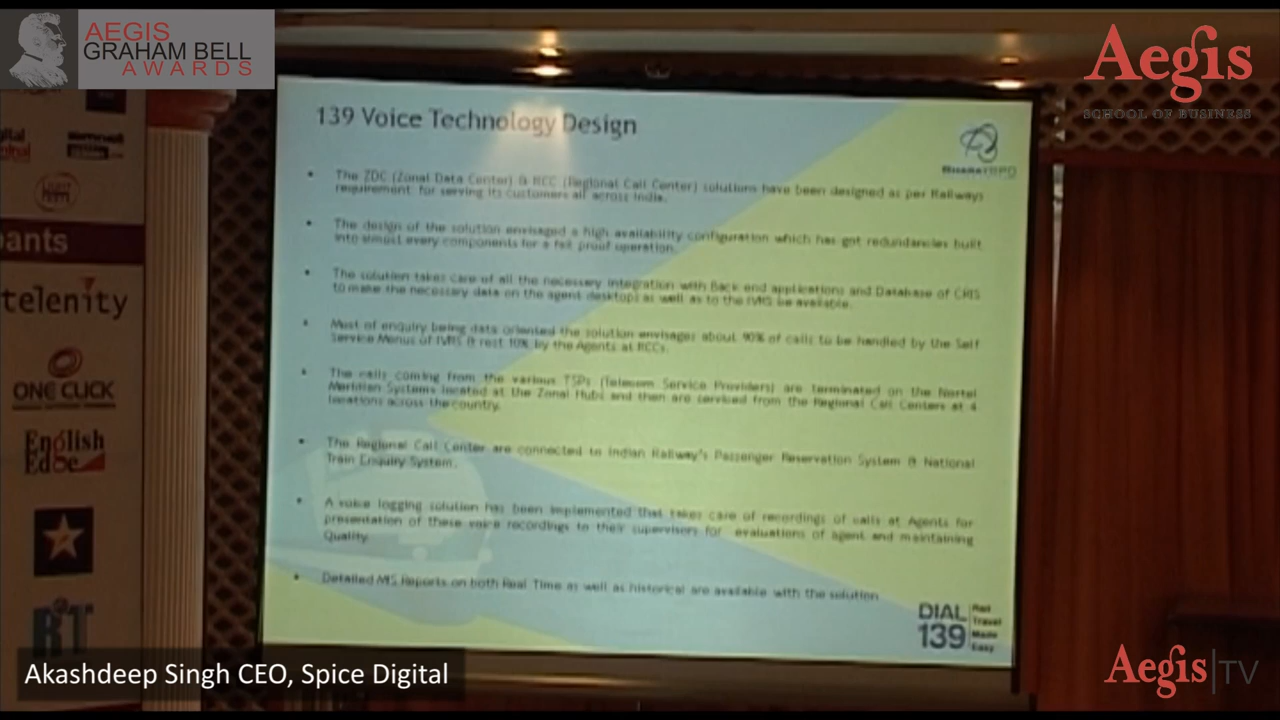 AEGIS
GRAHAM BELL
AWARDS
Aegis
SCHOOL OF BUSINESS
139 Voice Technology Design
BharatBPO
• The ZDC (Zonal Data Center) & RCC (Regional Call Center) solutions have been designed as per Railways
requirement for serving its customers all across India.
• The design of the solution envisaged a high availability configuration which has got redundancies built
into almost every components for a fail proof operation.
• The solution takes care of all the necessary integration with Back end applications and Database of CRIS
to make the necessary data on the agent desktops as well as to the IVRS be available.
• Most of enquiry being data oriented the solution envisages about 90% of calls to be handled by the Self
Service Menus of IVRS & rest 10% by the Agents at RCCs.
• The calls coming from the various TSPs (Telecom Service Providers) are terminated on the Nortel
Meridian Systems located at the Zonal Hubs and then are serviced from the Regional Call Centers at 4
locations across the country.
• The Regional Call Center are connected to Indian Railway's Passenger Reservation System & National
Train Enquiry System.
• A voice logging solution has been implemented that takes care of recordings of calls at Agents for
presentation of these voice recordings to their supervisors for evaluations of agent and maintaining
Quality.
• Detailed MIS Reports on both Real Time as well as historical are available with the solution
DIAL
139
Rail
Travel
Made
Easy
pants
telenity
ONE CLICK
English
Edge
Akashdeep Singh CEO, Spice Digital
Aegis|TV